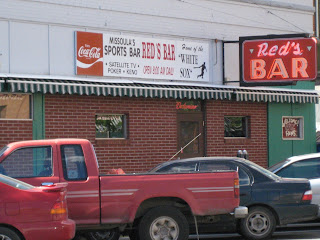 Coca-Cola
MISSOULA'S
SPORTS BAR
• SATELLITE TV •
POKER • KENO
RED'S BAR
OPEN 8:00 AM DAILY
Home of the
"WHITE
SOX"
Red's
BAR
Budweiser